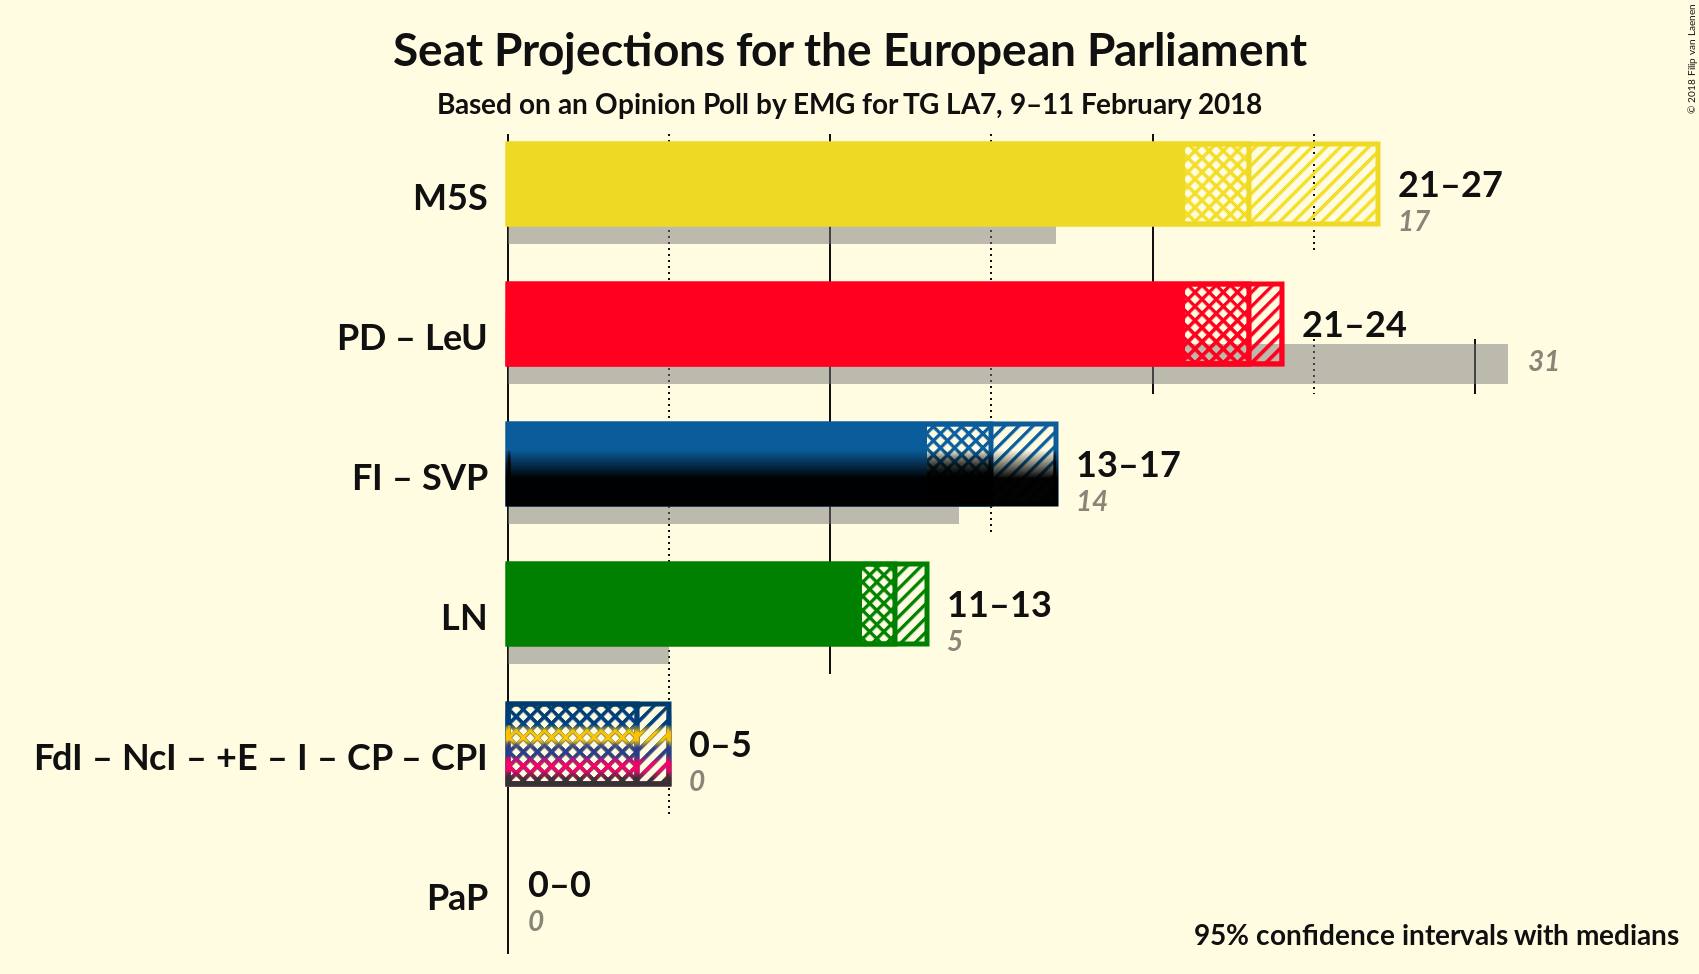 Seat Projections for the European Parliament
Based on an Opinion Poll by EMG for TG LA7, 9–11 February 2018
© 2018 Filip van Laenen
M5S
21–27
17
PD – LeU
21–24
31
FI – SVP
13–17
14
LN
11–13
5
FdI – NcI – +E – I – CP – CPI
0–5
0
PaP
0–0
0
95% confidence intervals with medians